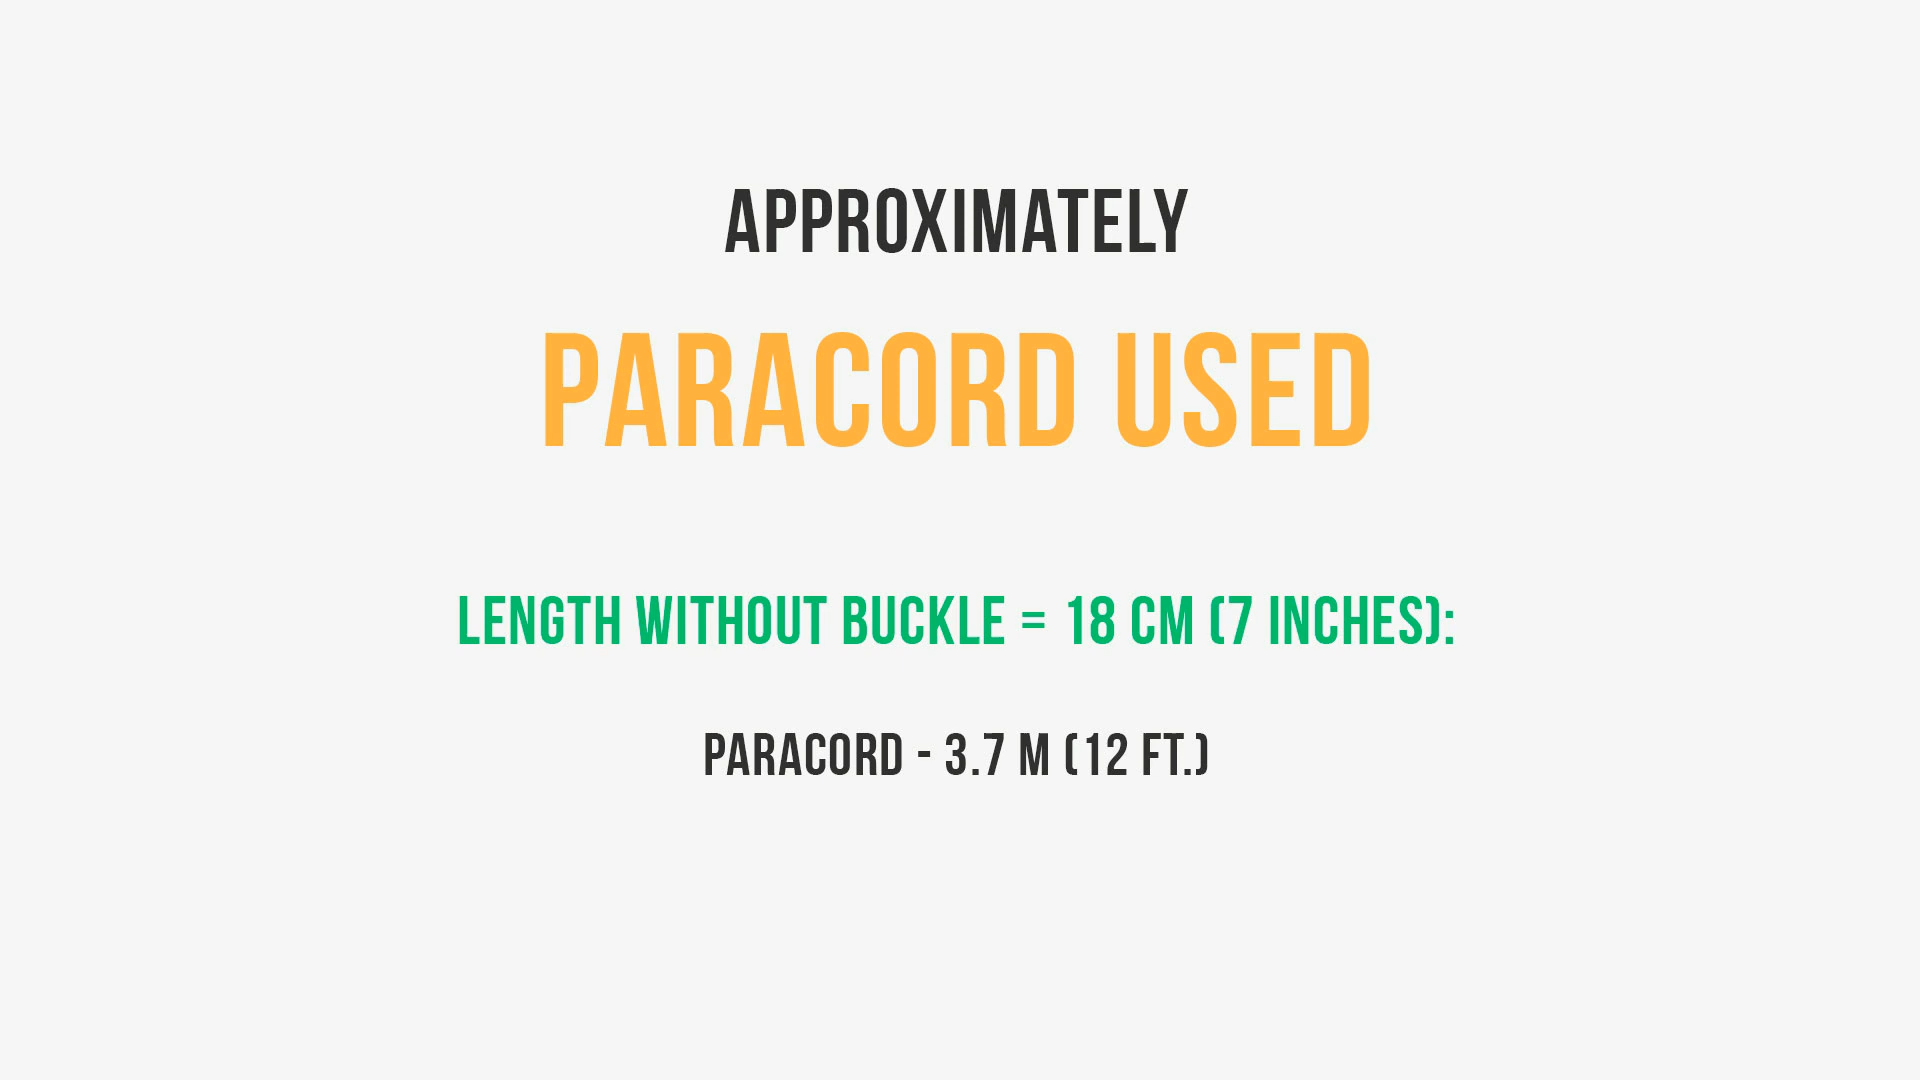 APPROXIMATELY
PARACORD USED
LENGTH WITHOUT BUCKLE = 18 CM (7 INCHES):
PARACORD - 3.7 M (12 FT.)